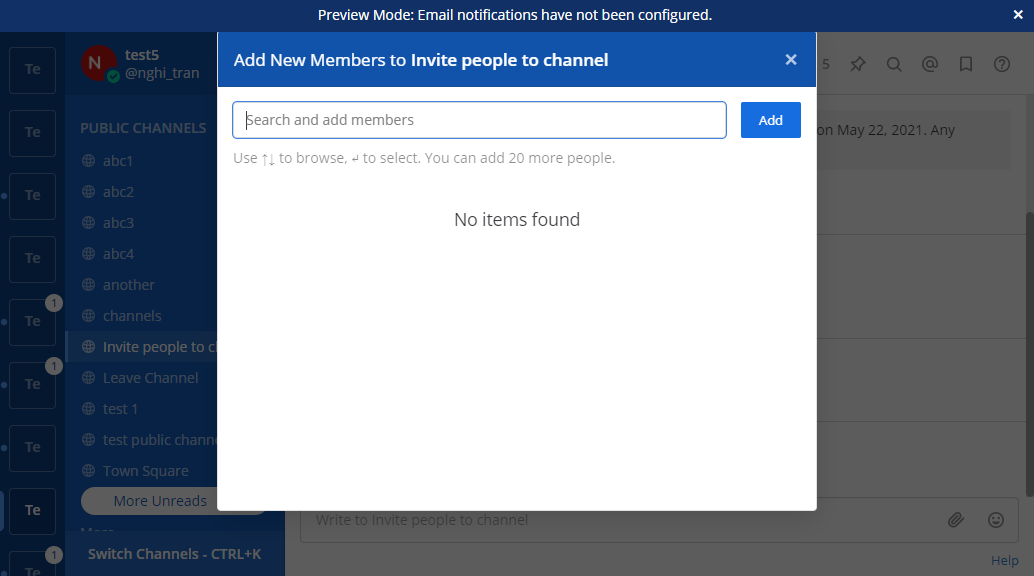 Preview Mode: Email notifications have not been configured.
Te
Te
Te
Te
Te
Te
Te
Te
Te
1
1
1
N
test5
@nghi_tran
PUBLIC CHANNELS
abc1
abc2
abc3
abc4
another
channels
Invite people to c
Leave Channel
test 1
test public chann
Town Square
More Unreads
Switch Channels - CTRL+K
Add New Members to Invite people to channel
Search and add members
Add
Use ↑↓ to browse, ↵ to select. You can add 20 more people.
No items found
5
on May 22, 2021. Any
Write to Invite people to channel
Help